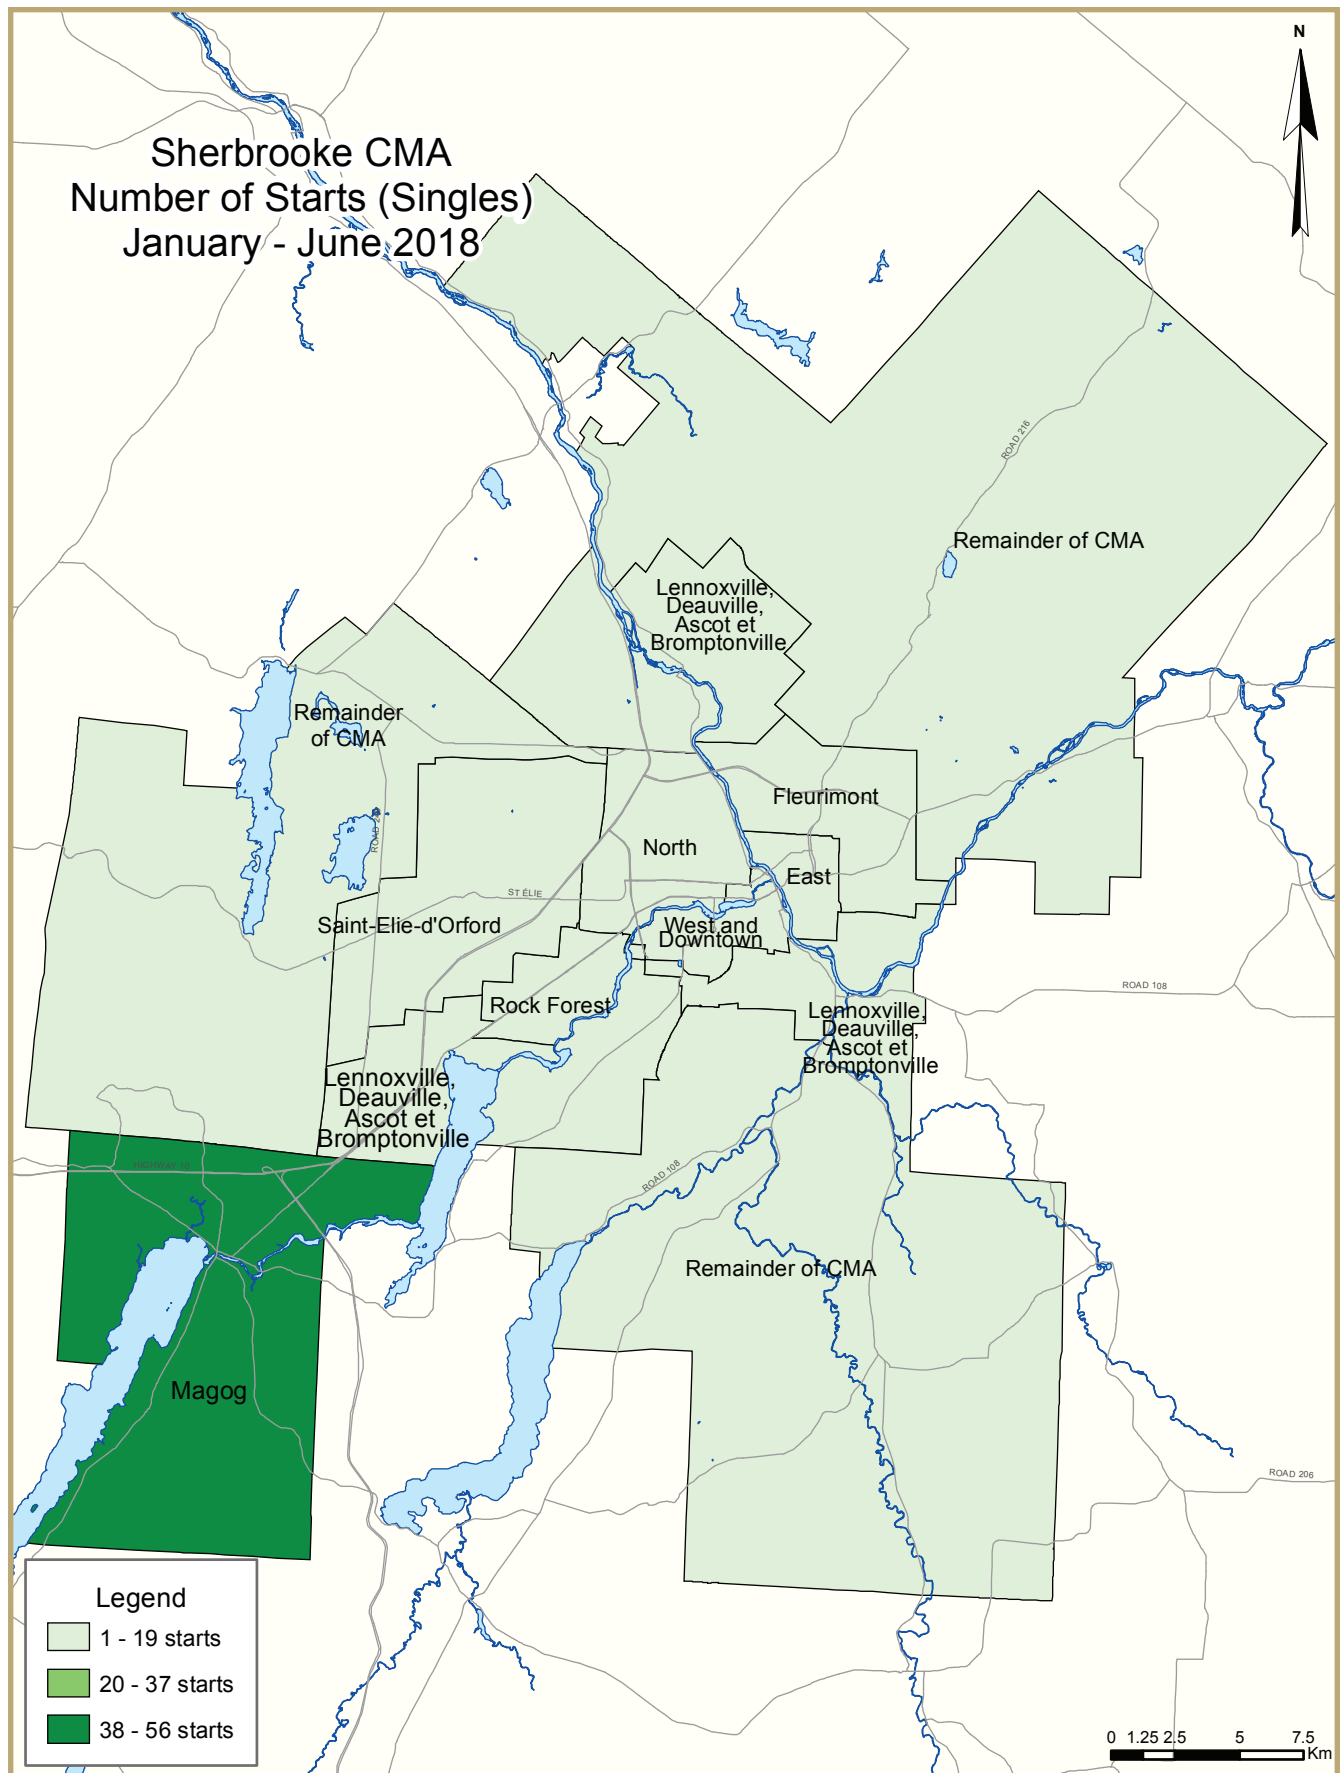 N
Sherbrooke CMA
Number of Starts (Singles)
January - June 2018
ROAD 216
Remainder of CMA
Lennoxville,
Deauville,
Ascot et
Bromptonville
Remainder
of CMA
Fleurimont
North
East
ST ÉLIE
Saint-Elie-d'Orford
West and
Downtown
Rock Forest
ROAD 108
Lennoxville,
Deauville,
Ascot et
Bromptonville
Lennoxville,
Deauville,
Ascot et
Bromptonville
HIGHWAY 10
ROAD 108
Remainder of CMA
Magog
ROAD 206
Legend
1 - 19 starts
20 - 37 starts
38 - 56 starts
0 1.25 2.5 5 7.5
Km